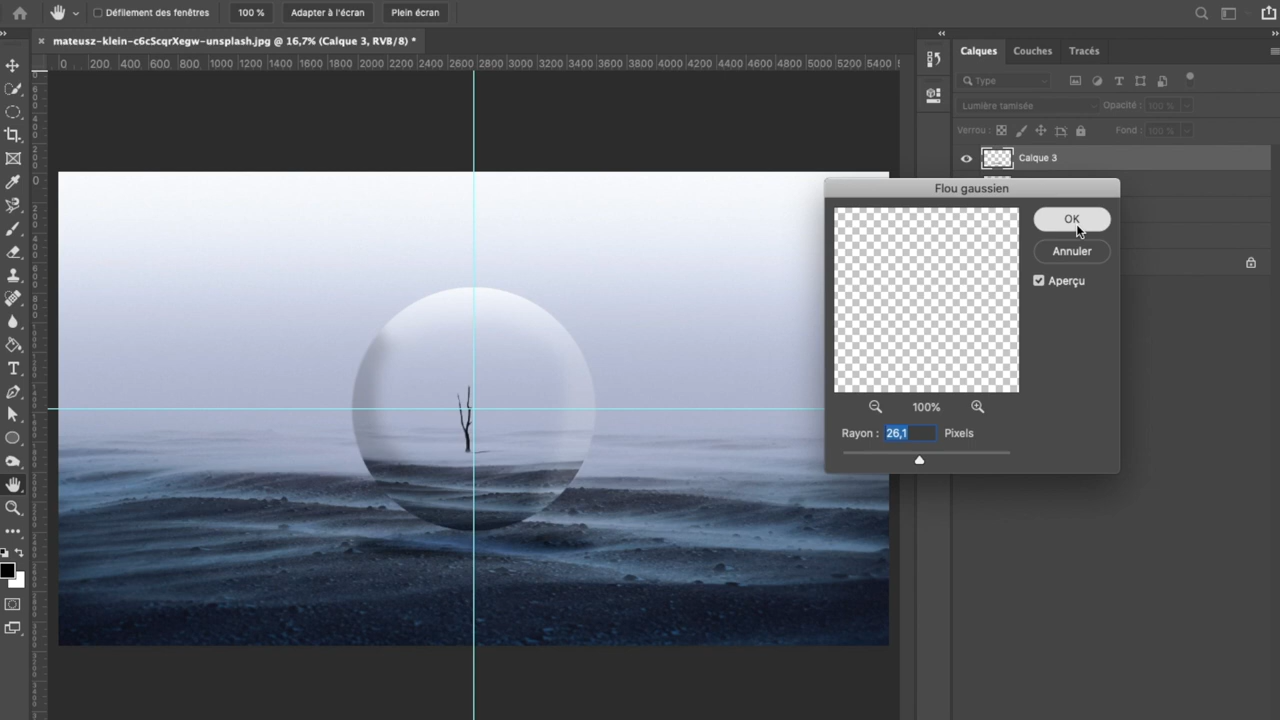 Défilement des fenêtres 100 % Adapter à l'écran Plein écran
× mateusz-klein-c6cScqrXegw-unsplash.jpg @ 16,7% (Calque 3, RVB/8) *
0 200 400 600 800 1000 1200 1400 1600 1800 2000 2200 2400 2600 2800 3000 3200 3400 3600 3800 4000 4200 4400 4600 4800 5000 5200 5400
Calques Couches Tracés
Type
Lumière tamisée Opacité : 100 %
Verrou : Fond : 100 %
Calque 3
Flou gaussien
OK
Annuler
Aperçu
100%
Rayon : 26,1 Pixels